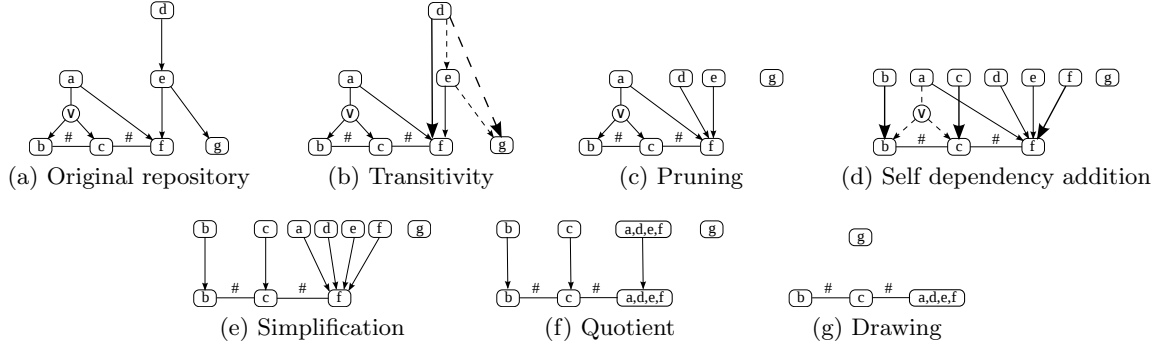 d
a
e
∨
#
#
b
c
f
g
(a) Original repository
d
a
e
∨
#
#
b
c
f
g
(b) Transitivity
a
d
e
g
∨
#
#
b
c
f
(c) Pruning
b
a
c
d
e
f
g
∨
#
#
b
c
f
(d) Self dependency addition
b
c
a
d
e
f
g
#
#
b
c
f
(e) Simplification
b
c
a,d,e,f
g
#
#
b
c
a,d,e,f
(f) Quotient
g
#
#
b
c
a,d,e,f
(g) Drawing